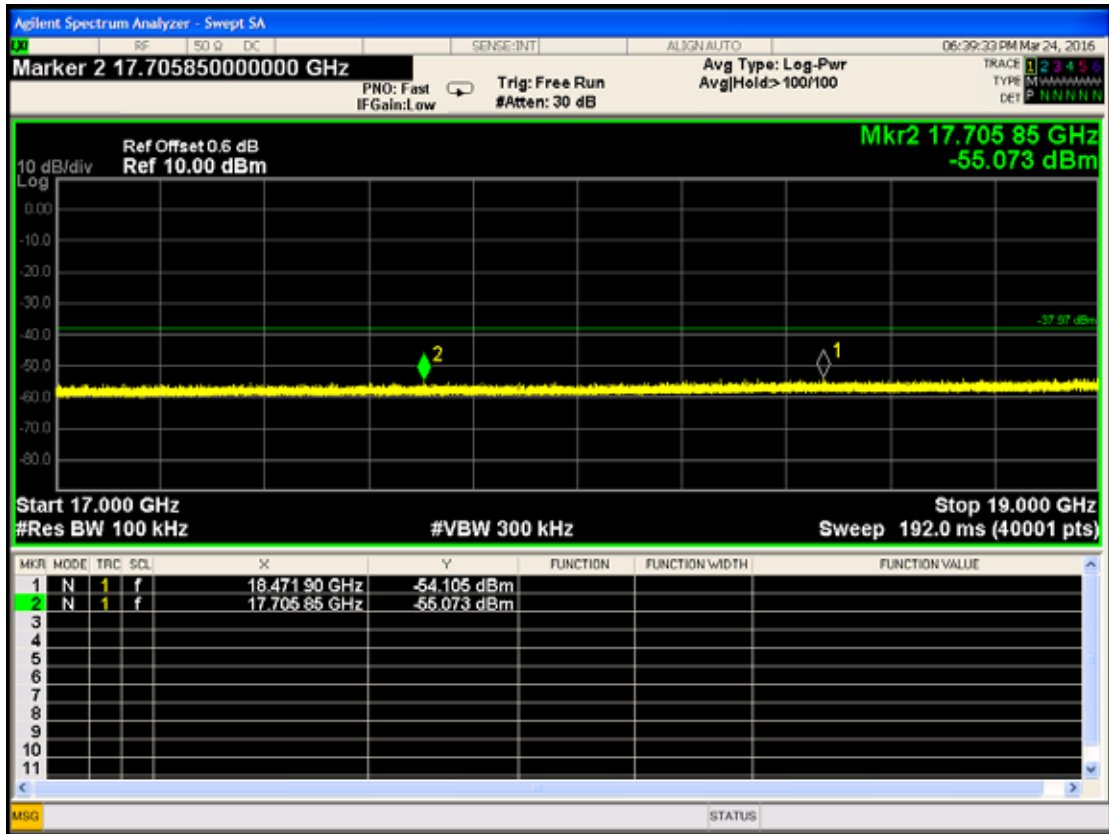 Agilent Spectrum Analyzer - Swept SA
LXI RF 50 Ω DC SENSE:INT ALIGN AUTO 06:39:33 PM Mar 24, 2016
Marker 2 17.705850000000 GHz
PNO: Fast
IFGain:Low
Trig: Free Run
#Atten: 30 dB
Avg Type: Log-Pwr
Avg|Hold:>100/100
TRACE 1 2 3 4 5 6
TYPE M WWWWW
DET P N N N N N
Mkr2 17.705 85 GHz
-55.073 dBm
Ref Offset 0.6 dB
10 dB/div Ref 10.00 dBm
Log
0.00
-10.0
-20.0
-30.0
-37.97 dBm
-40.0
2
1
-50.0
-60.0
-70.0
-80.0
Start 17.000 GHz Stop 19.000 GHz
#Res BW 100 kHz #VBW 300 kHz Sweep 192.0 ms (40001 pts)
MKR MODE TRC SCL X Y FUNCTION FUNCTION WIDTH FUNCTION VALUE
1 N 1 f 18.471 90 GHz -54.105 dBm
2 N 1 f 17.705 85 GHz -55.073 dBm
3
4
5
6
7
8
9
10
11
MSG STATUS